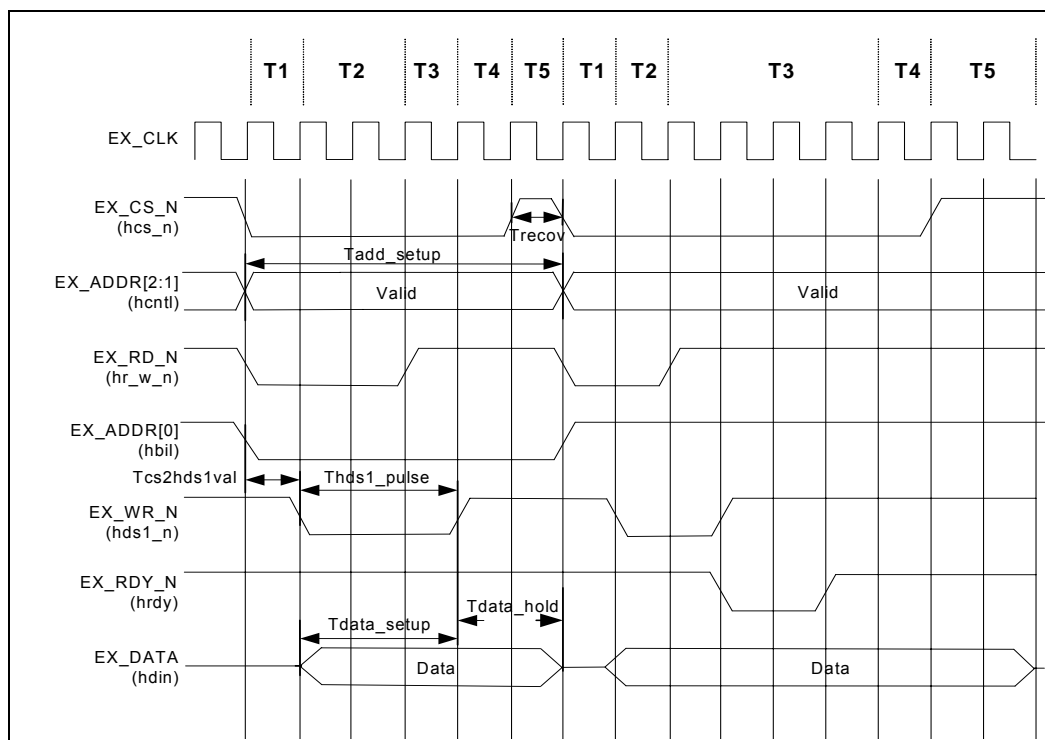 T1 T2 T3 T4 T5 T1 T2 T3 T4 T5
EX_CLK
EX_CS_N
(hcs_n)
Trecov
Tadd_setup
EX_ADDR[2:1]
(hcntl)
Valid
Valid
EX_RD_N
(hr_w_n)
EX_ADDR[0]
(hbil)
Tcs2hds1val
Thds1_pulse
EX_WR_N
(hds1_n)
EX_RDY_N
(hrdy)
Tdata_hold
Tdata_setup
EX_DATA
(hdin)
Data
Data